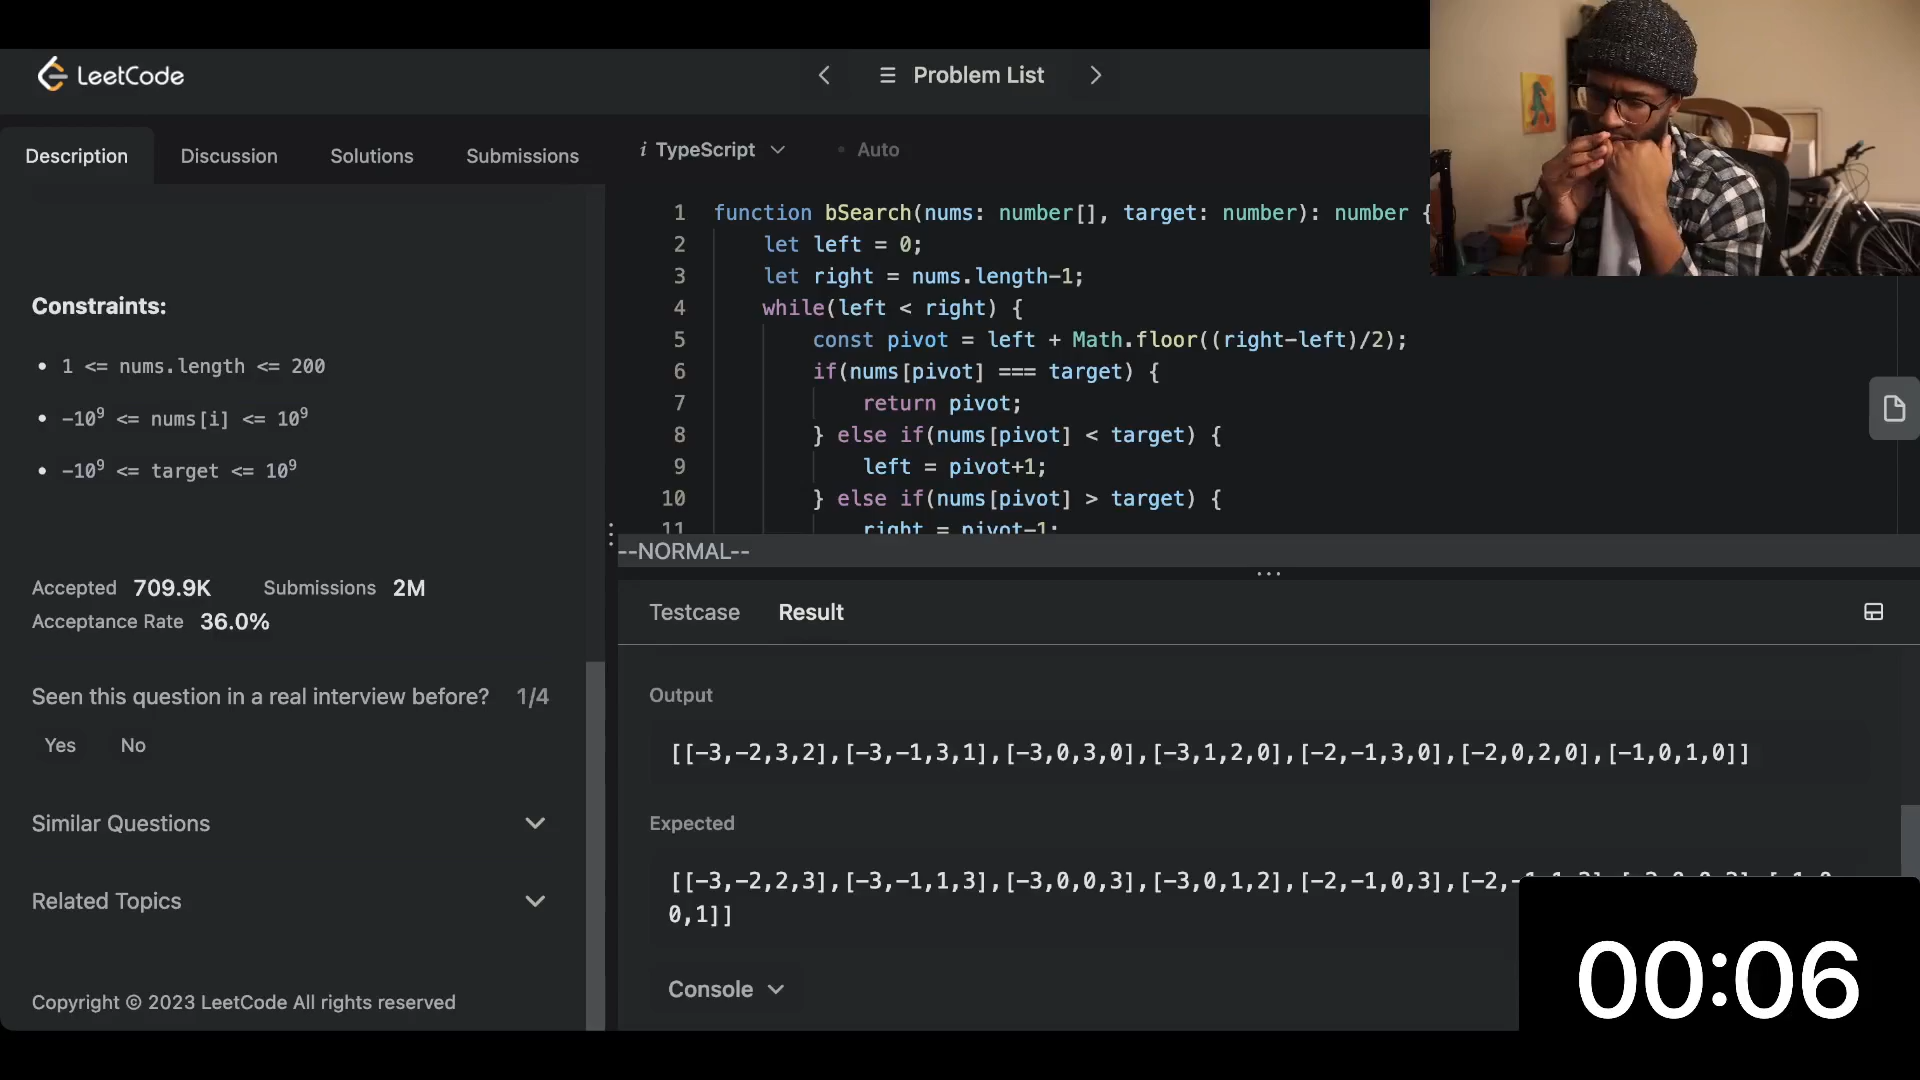 LeetCode
Problem List
Description
Discussion
Solutions
Submissions
Constraints:
• 1 <= nums.length <= 200
• -10⁹ <= nums[i] <= 10⁹
• -10⁹ <= target <= 10⁹
Accepted 709.9K Submissions 2M
Acceptance Rate 36.0%
Seen this question in a real interview before? 1/4
Yes No
Similar Questions
Related Topics
Copyright © 2023 LeetCode All rights reserved
i TypeScript • Auto
1 function bSearch(nums: number[], target: number): number {
2 let left = 0;
3 let right = nums.length-1;
4 while(left < right) {
5 const pivot = left + Math.floor((right-left)/2);
6 if(nums[pivot] === target) {
7 return pivot;
8 } else if(nums[pivot] < target) {
9 left = pivot+1;
10 } else if(nums[pivot] > target) {
11 right = pivot-1;
--NORMAL--
Testcase Result
Output
[[-3,-2,3,2],[-3,-1,3,1],[-3,0,3,0],[-3,1,2,0],[-2,-1,3,0],[-2,0,2,0],[-1,0,1,0]]
Expected
[[-3,-2,2,3],[-3,-1,1,3],[-3,0,0,3],[-3,0,1,2],[-2,-1,0,3],[-2,
0,1]]
Console
00:06